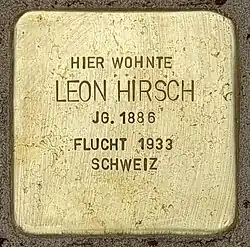 HIER WOHNTE
LEON HIRSCH
JG. 1886
FLUCHT 1933
SCHWEIZ